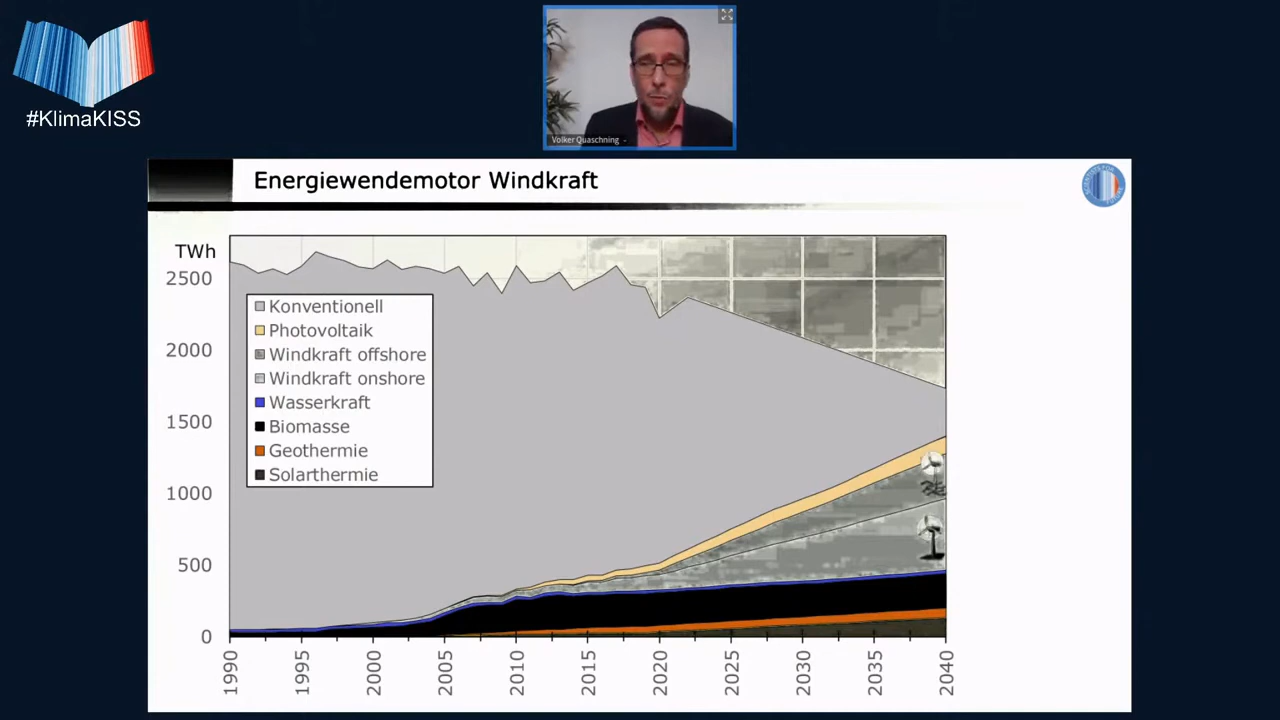 #KlimaKISS
Volker Quaschning
Energiewendemotor Windkraft
TWh
2500
2000
1500
1000
500
0
Konventionell
Photovoltaik
Windkraft offshore
Windkraft onshore
Wasserkraft
Biomasse
Geothermie
Solarthermie
1990
1995
2000
2005
2010
2015
2020
2025
2030
2035
2040